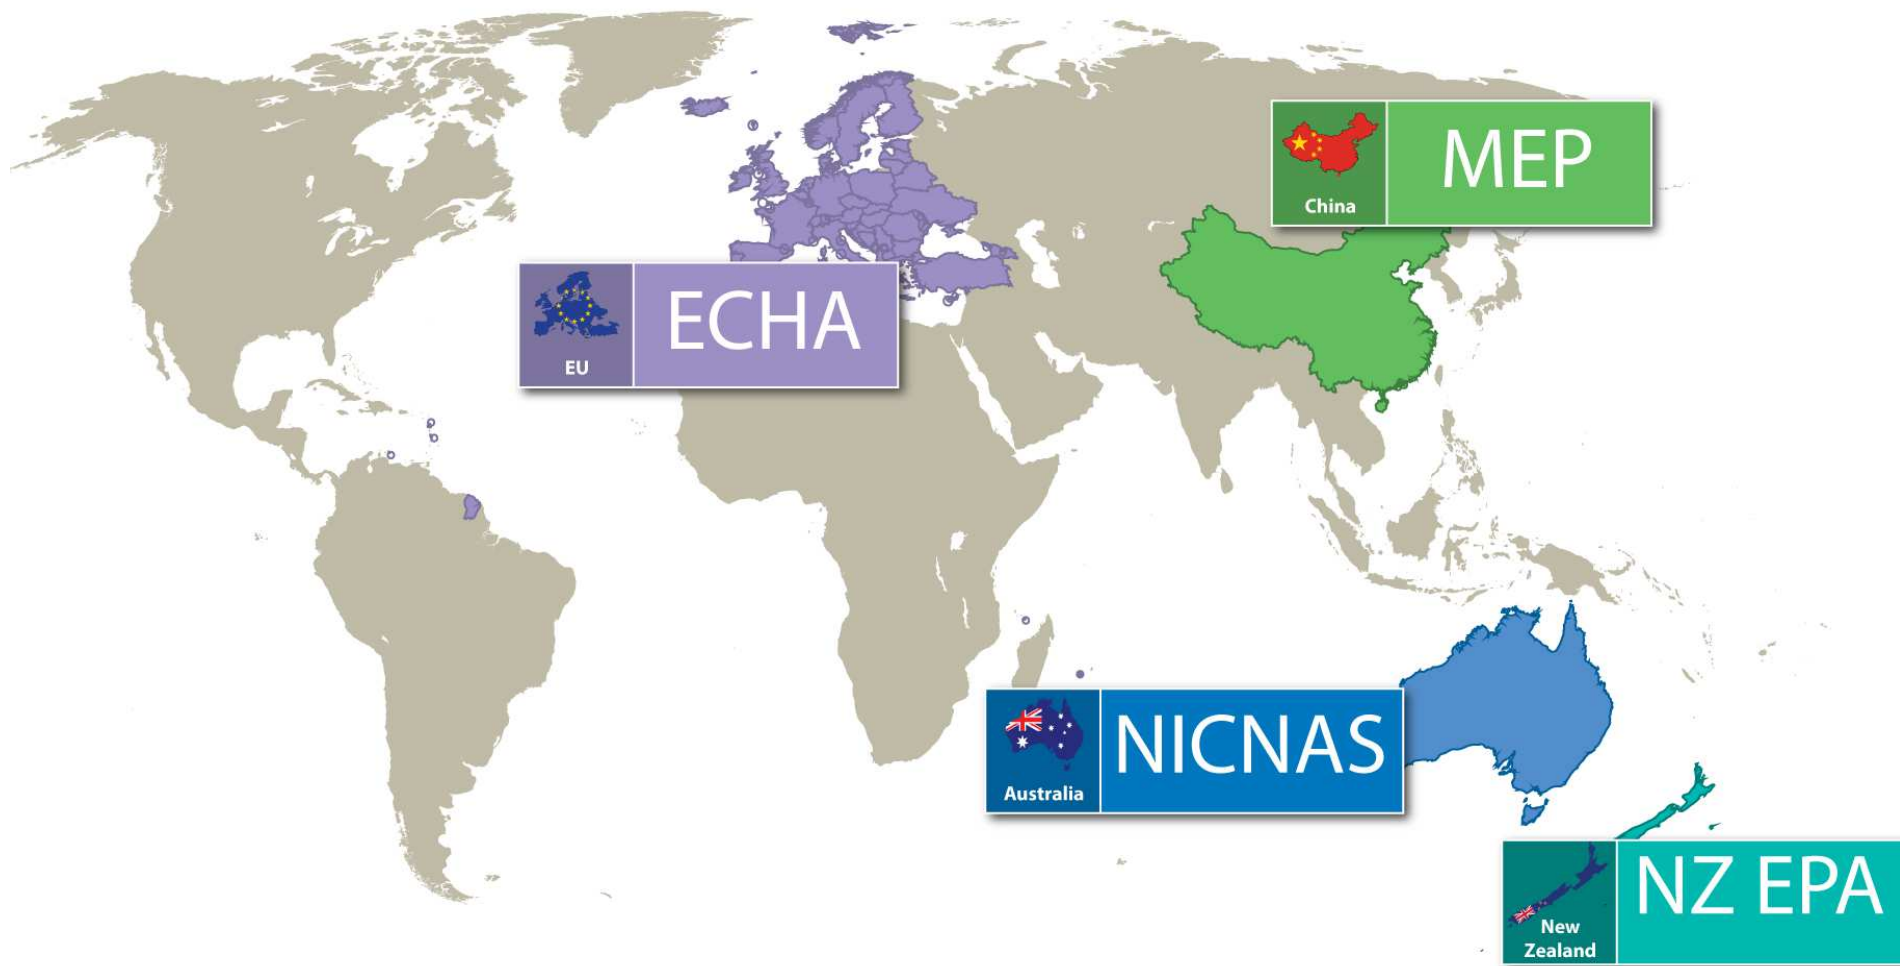 MEP
China
ECHA
EU
NICNAS
Australia
NZ EPA
New
Zealand